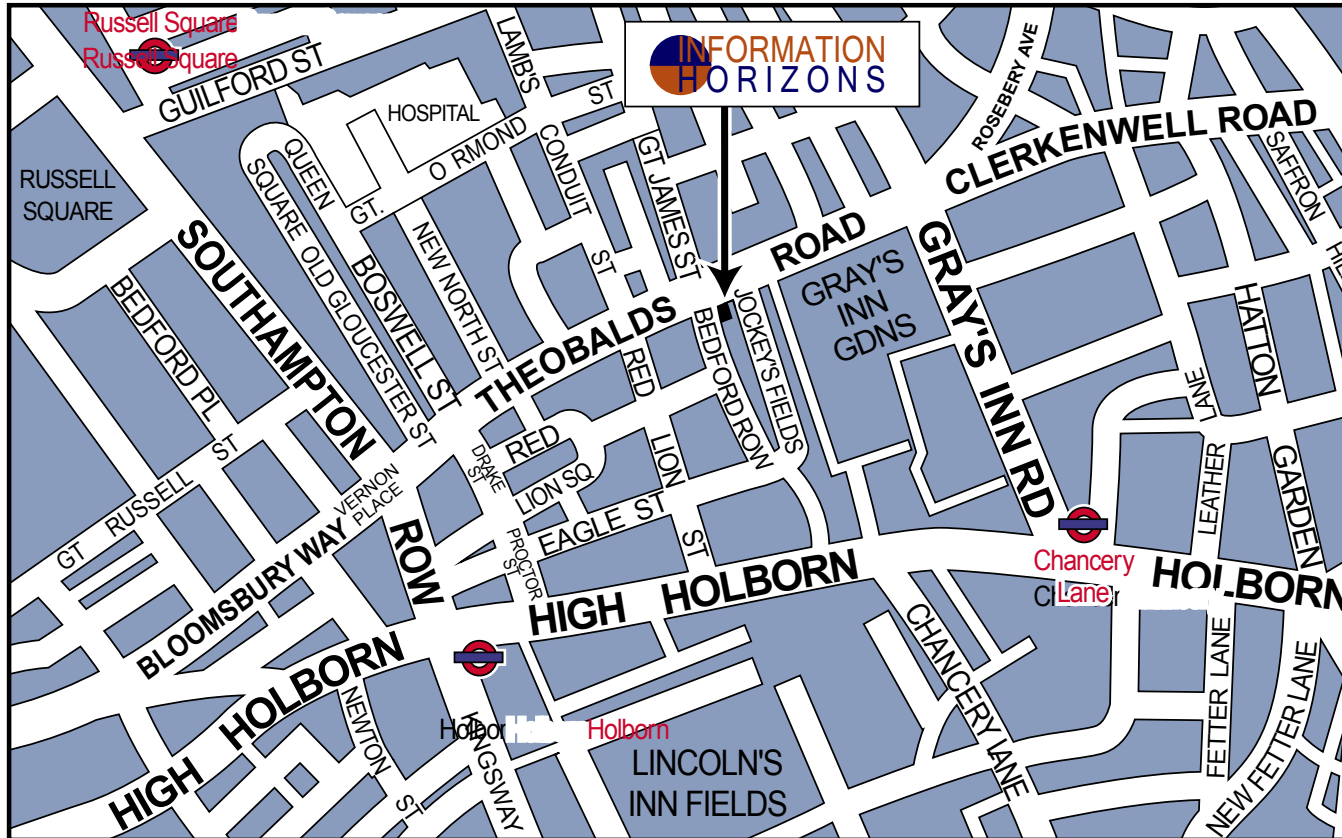 Russell Square
Russell Square
GUILFORD ST
LAMB'S
CONDUIT
ST
INFORMATION
HORIZONS
ROSEBERY AVE
CLERKENWELL ROAD
SAFFRON
HOSPITAL
GT.
O RMOND
ST
GT JAMES ST
RUSSELL
SQUARE
QUEEN
SQUARE
OLD GLOUCESTER ST
BOSWELL ST
NEW NORTH ST
SOUTHAMPTON
ROW
BEDFORD PL
THEOBALDS
ROAD
GRAY'S
INN
GDNS
GRAY'S INN RD
HATTON
GARDEN
JOCKEY'S FIELDS
BEDFORD ROW
RED
LION
ST
RED
LION SQ
DRAKE
ST
PROCTOR
ST
EAGLE ST
LEATHER
LANE
GT RUSSELL ST
VERNON
PLACE
BLOOMSBURY WAY
HIGH HOLBORN
HIGH HOLBORN
Chancery
Lane
HOLBORN
NEWTON
ST
KINGSWAY
Holborn
LINCOLN'S
INN FIELDS
CHANCERY LANE
FETTER LANE
NEW FETTER LANE